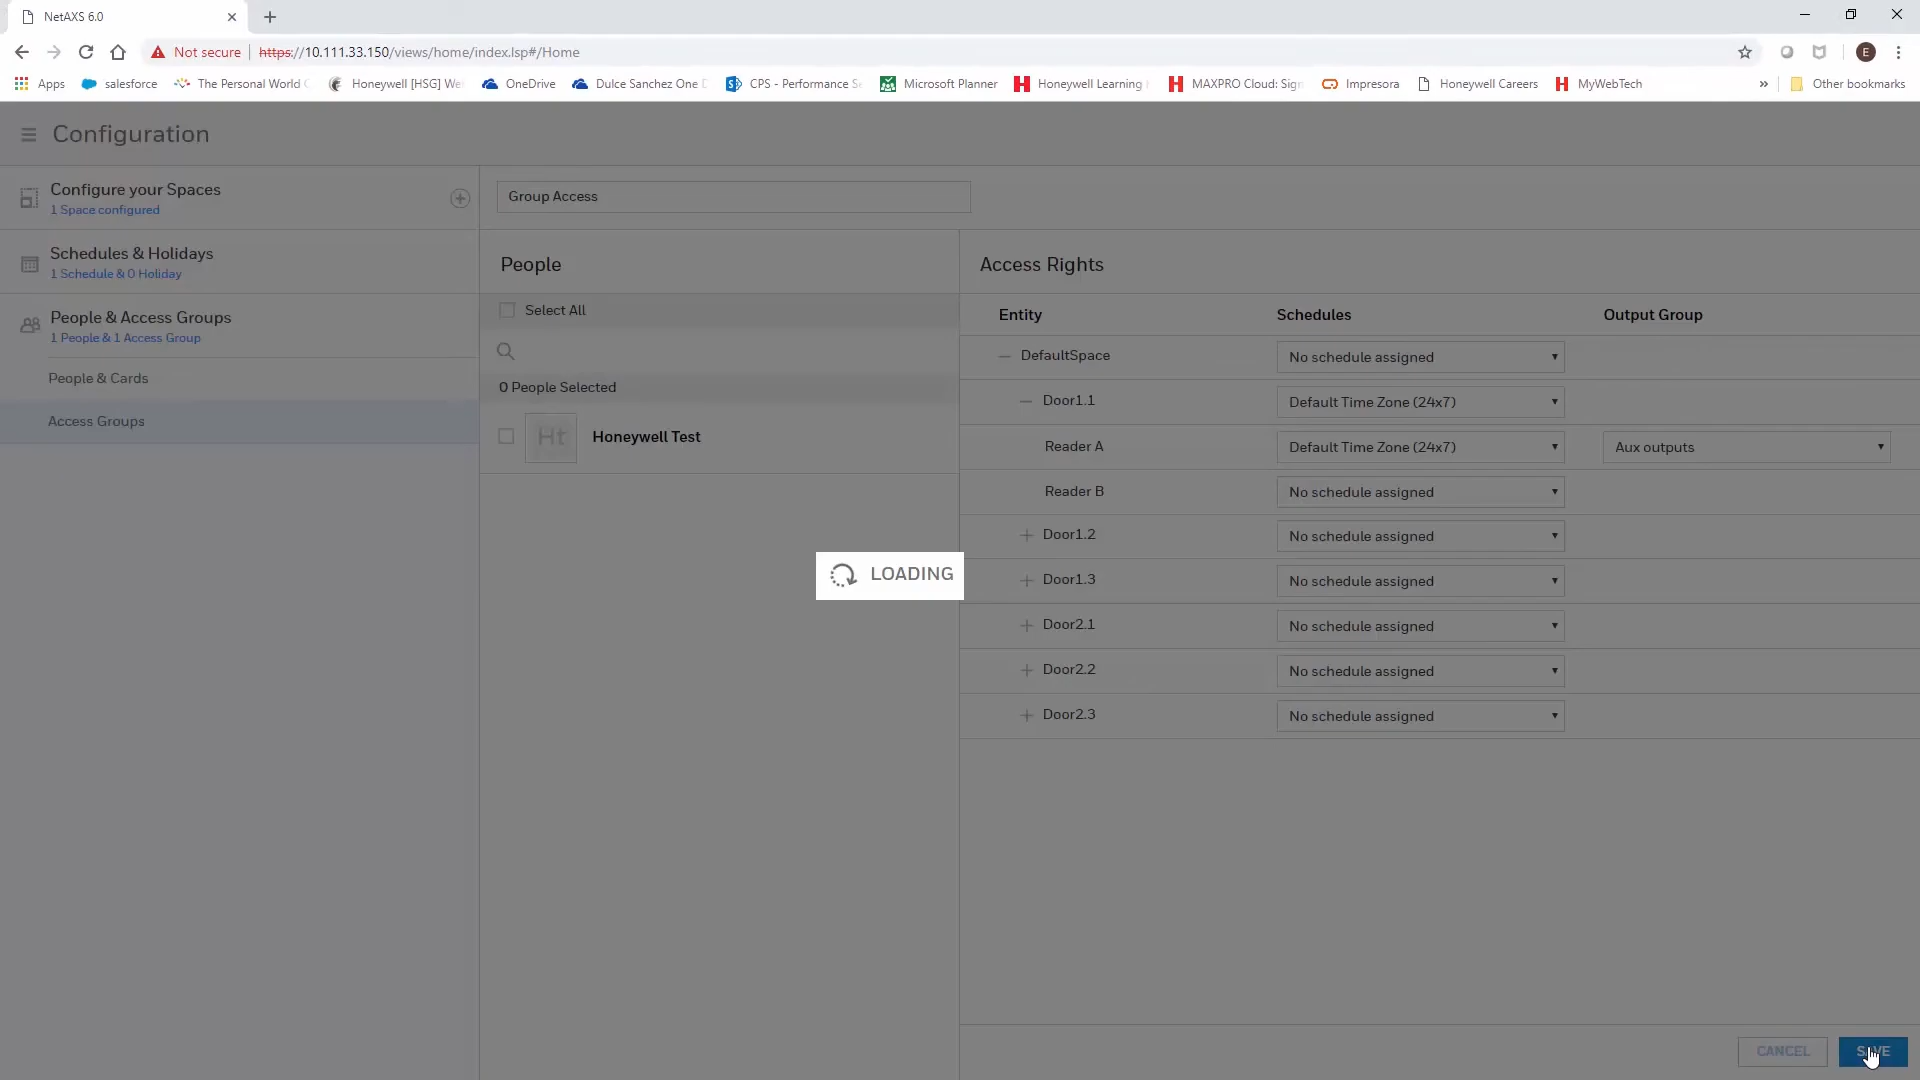 NetAXS 6.0
Not secure
https://10.111.33.150/views/home/index.lsp#/Home
E
Apps
salesforce
The Personal World
Honeywell [HSG] We
OneDrive
Dulce Sanchez One D
CPS - Performance Se
Microsoft Planner
Honeywell Learning
MAXPRO Cloud: Sig
Impresora
Honeywell Careers
MyWebTech
»
Other bookmarks
Configuration
Configure your Spaces
1 Space configured
Schedules & Holidays
1 Schedule & 0 Holiday
People & Access Groups
1 People & 1 Access Group
People & Cards
Access Groups
Group Access
People
Select All
0 People Selected
Ht
Honeywell Test
Access Rights
Entity Schedules Output Group
DefaultSpace No schedule assigned
Door1.1 Default Time Zone (24x7)
Reader A Default Time Zone (24x7) Aux outputs
Reader B No schedule assigned
Door1.2 No schedule assigned
Door1.3 No schedule assigned
Door2.1 No schedule assigned
Door2.2 No schedule assigned
Door2.3 No schedule assigned
LOADING
CANCEL
SAVE